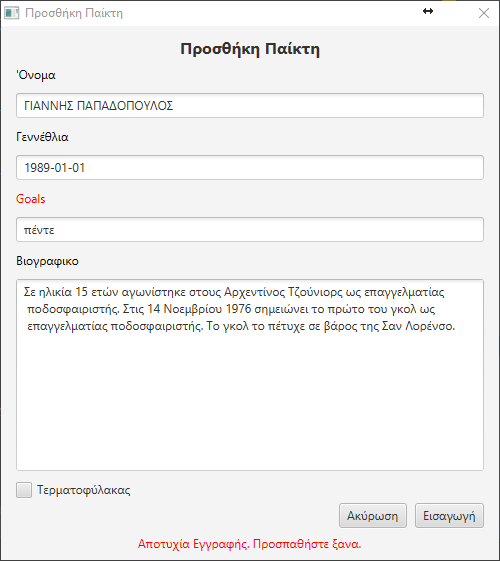 Προσθήκη Παίκτη
Προσθήκη Παίκτη
'Ονομα
ΓΙΑΝΝΗΣ ΠΑΠΑΔΟΠΟΥΛΟΣ
Γεννέθλια
1989-01-01
Goals
πέντε
Βιογραφικο
Σε ηλικία 15 ετών αγωνίστηκε στους Αρχεντίνος Τζούνιορς ως επαγγελματίας
ποδοσφαιριστής. Στις 14 Νοεμβρίου 1976 σημειώνει το πρώτο του γκολ ως
επαγγελματίας ποδοσφαιριστής. Το γκολ το πέτυχε σε βάρος της Σαν Λορένσο.
Τερματοφύλακας
Ακύρωση Εισαγωγή
Αποτυχία Εγγραφής. Προσπαθήστε ξανα.